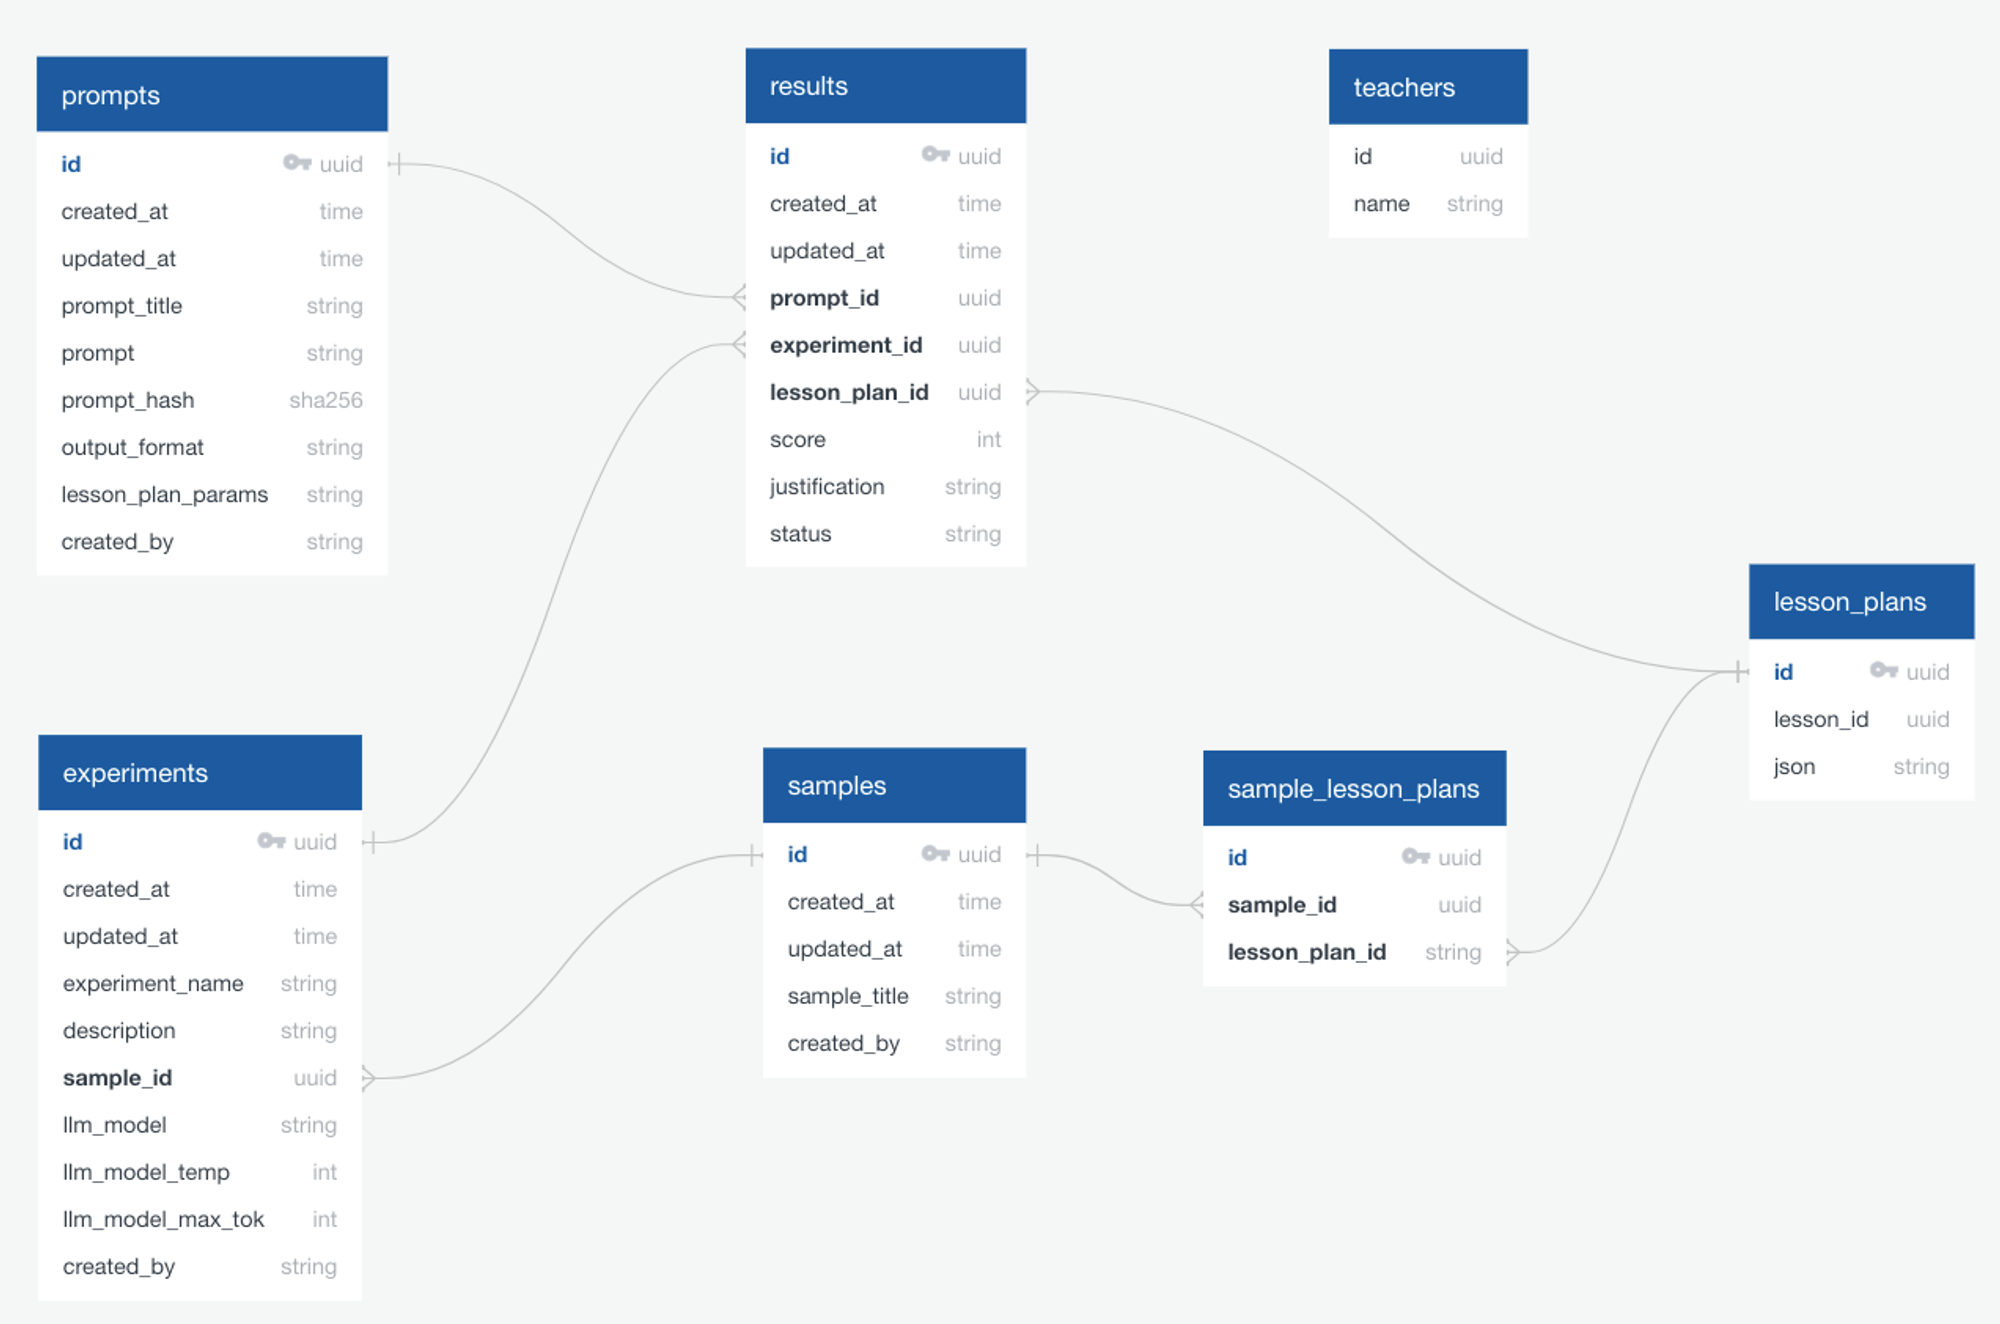 prompts
id uuid
created_at time
updated_at time
prompt_title string
prompt string
prompt_hash sha256
output_format string
lesson_plan_params string
created_by string
results
id uuid
created_at time
updated_at time
prompt_id uuid
experiment_id uuid
lesson_plan_id uuid
score int
justification string
status string
teachers
id uuid
name string
lesson_plans
id uuid
lesson_id uuid
json string
experiments
id uuid
created_at time
updated_at time
experiment_name string
description string
sample_id uuid
llm_model string
llm_model_temp int
llm_model_max_tok int
created_by string
samples
id uuid
created_at time
updated_at time
sample_title string
created_by string
sample_lesson_plans
id uuid
sample_id uuid
lesson_plan_id string